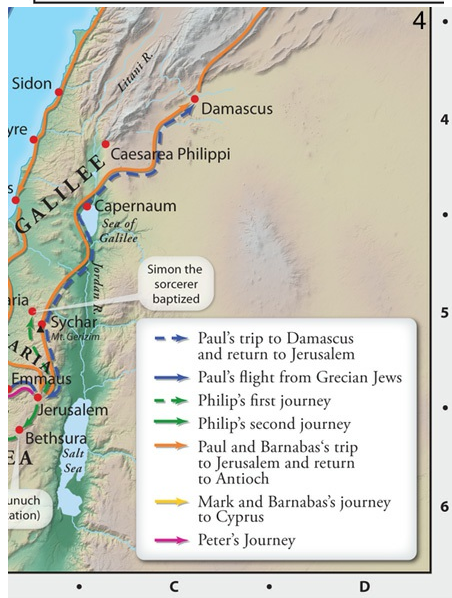 4
Sidon
Litani R.
Damascus
4
yre
Caesarea Philippi
GALILEE
s
Capernaum
Sea of
Galilee
Jordan R.
Simon the
sorcerer
baptized
aria
5
Sychar
Mt. Gerizim
ARIA
Emmaus
Jerusalem
Bethsura
EA
Salt
Sea
unuch
ation)
Paul's trip to Damascus
and return to Jerusalem
Paul's flight from Grecian Jews
Philip's first journey
Philip's second journey
Paul and Barnabas‘s trip
to Jerusalem and return
to Antioch
Mark and Barnabas's journey
to Cyprus
Peter's Journey
6
C
D